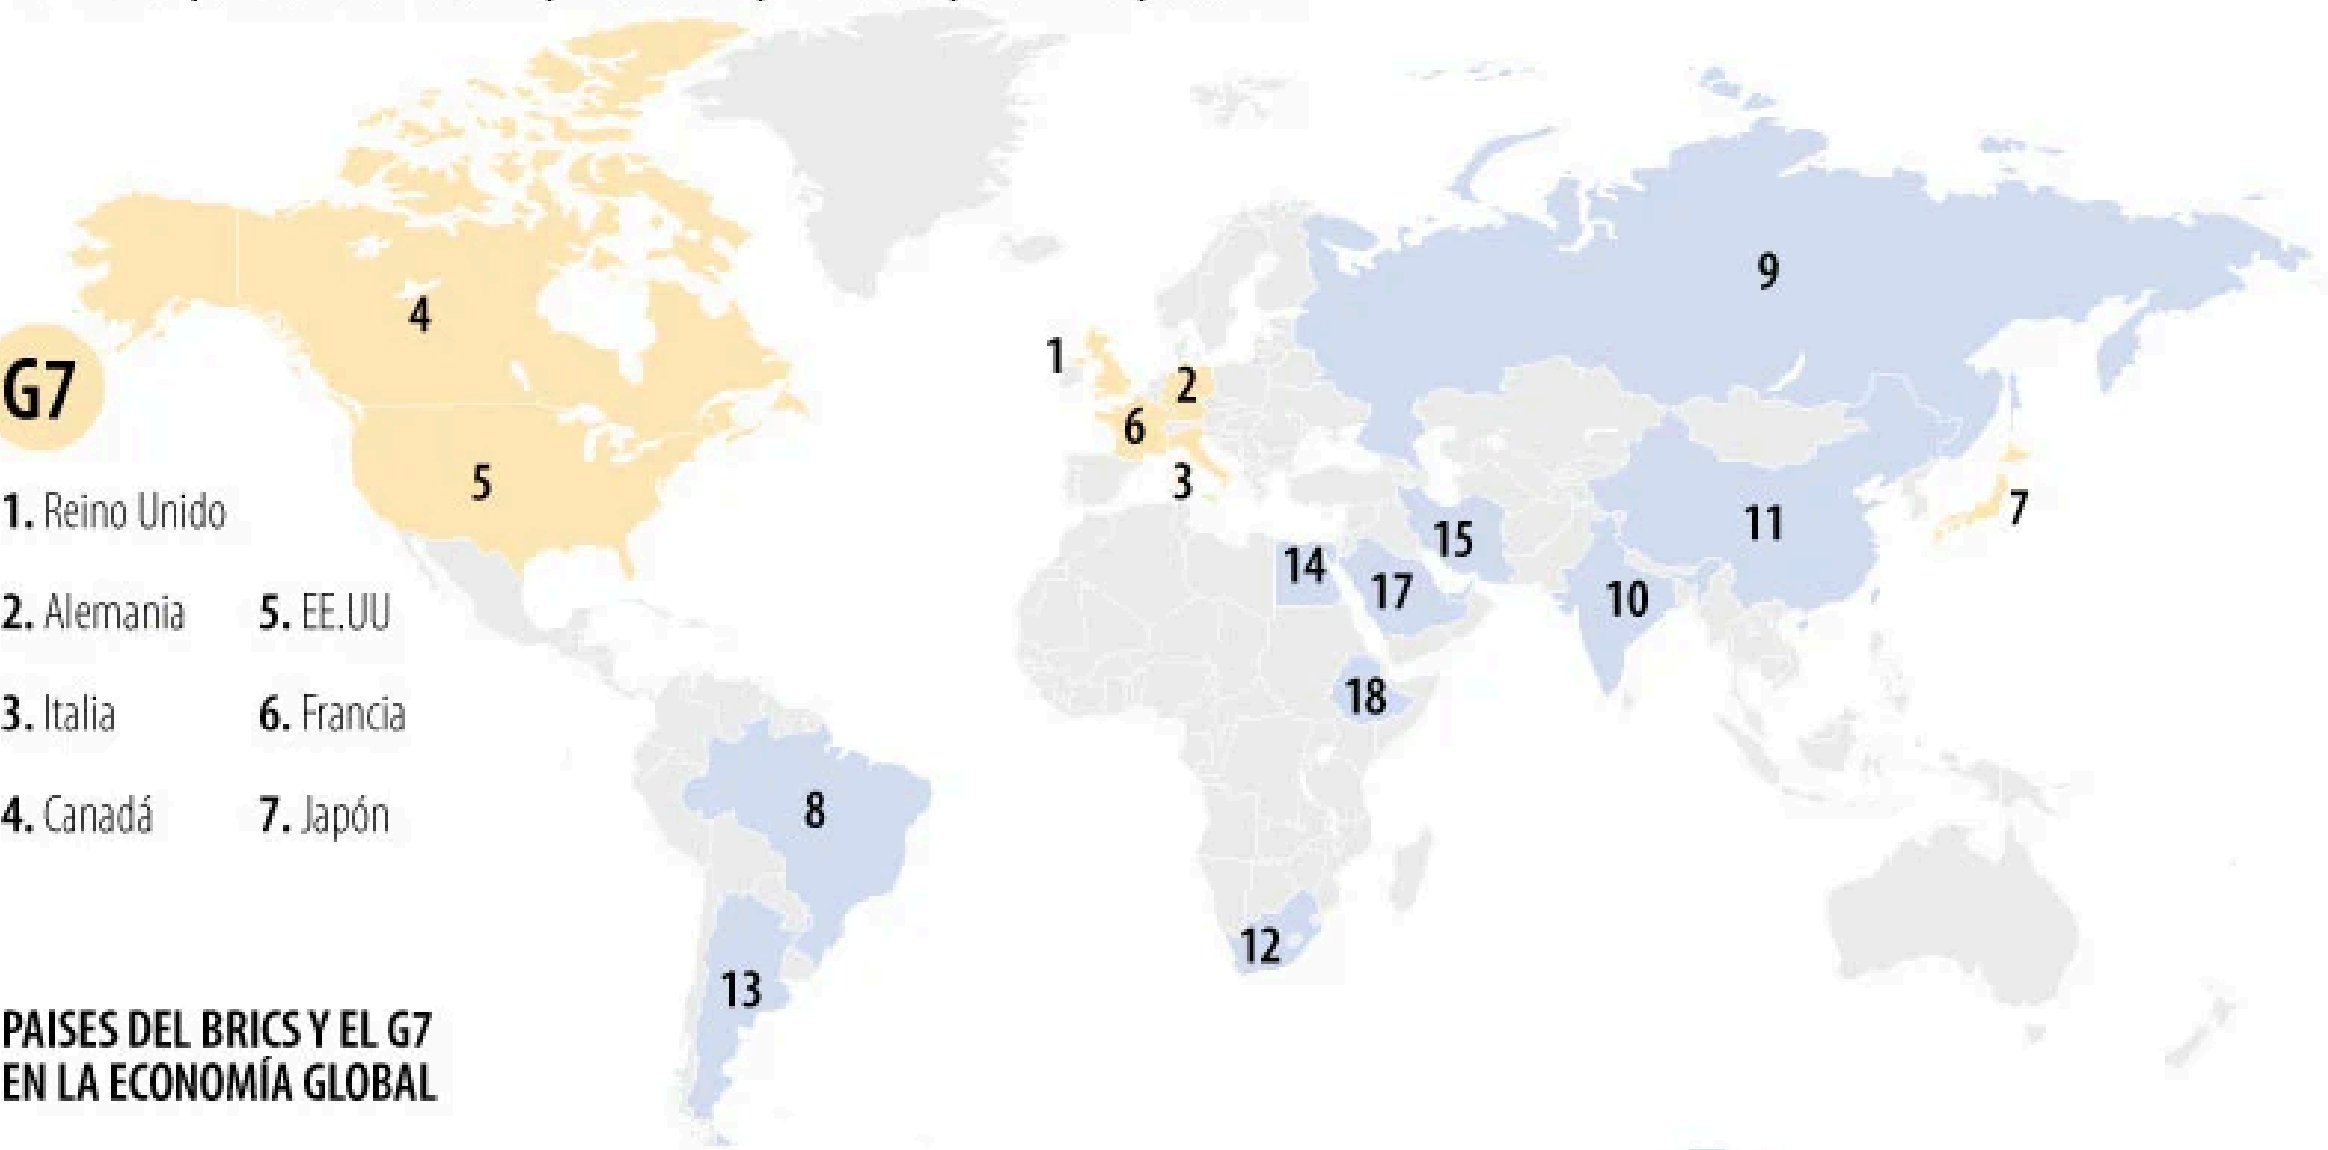 4
9
1
2
G7
6
5
3
7
1. Reino Unido
11
15
14
17
10
2. Alemania
5. EE.UU
18
3. Italia
6. Francia
4. Canadá
7. Japón
8
12
13
PAISES DEL BRICS Y EL G7
EN LA ECONOMÍA GLOBAL